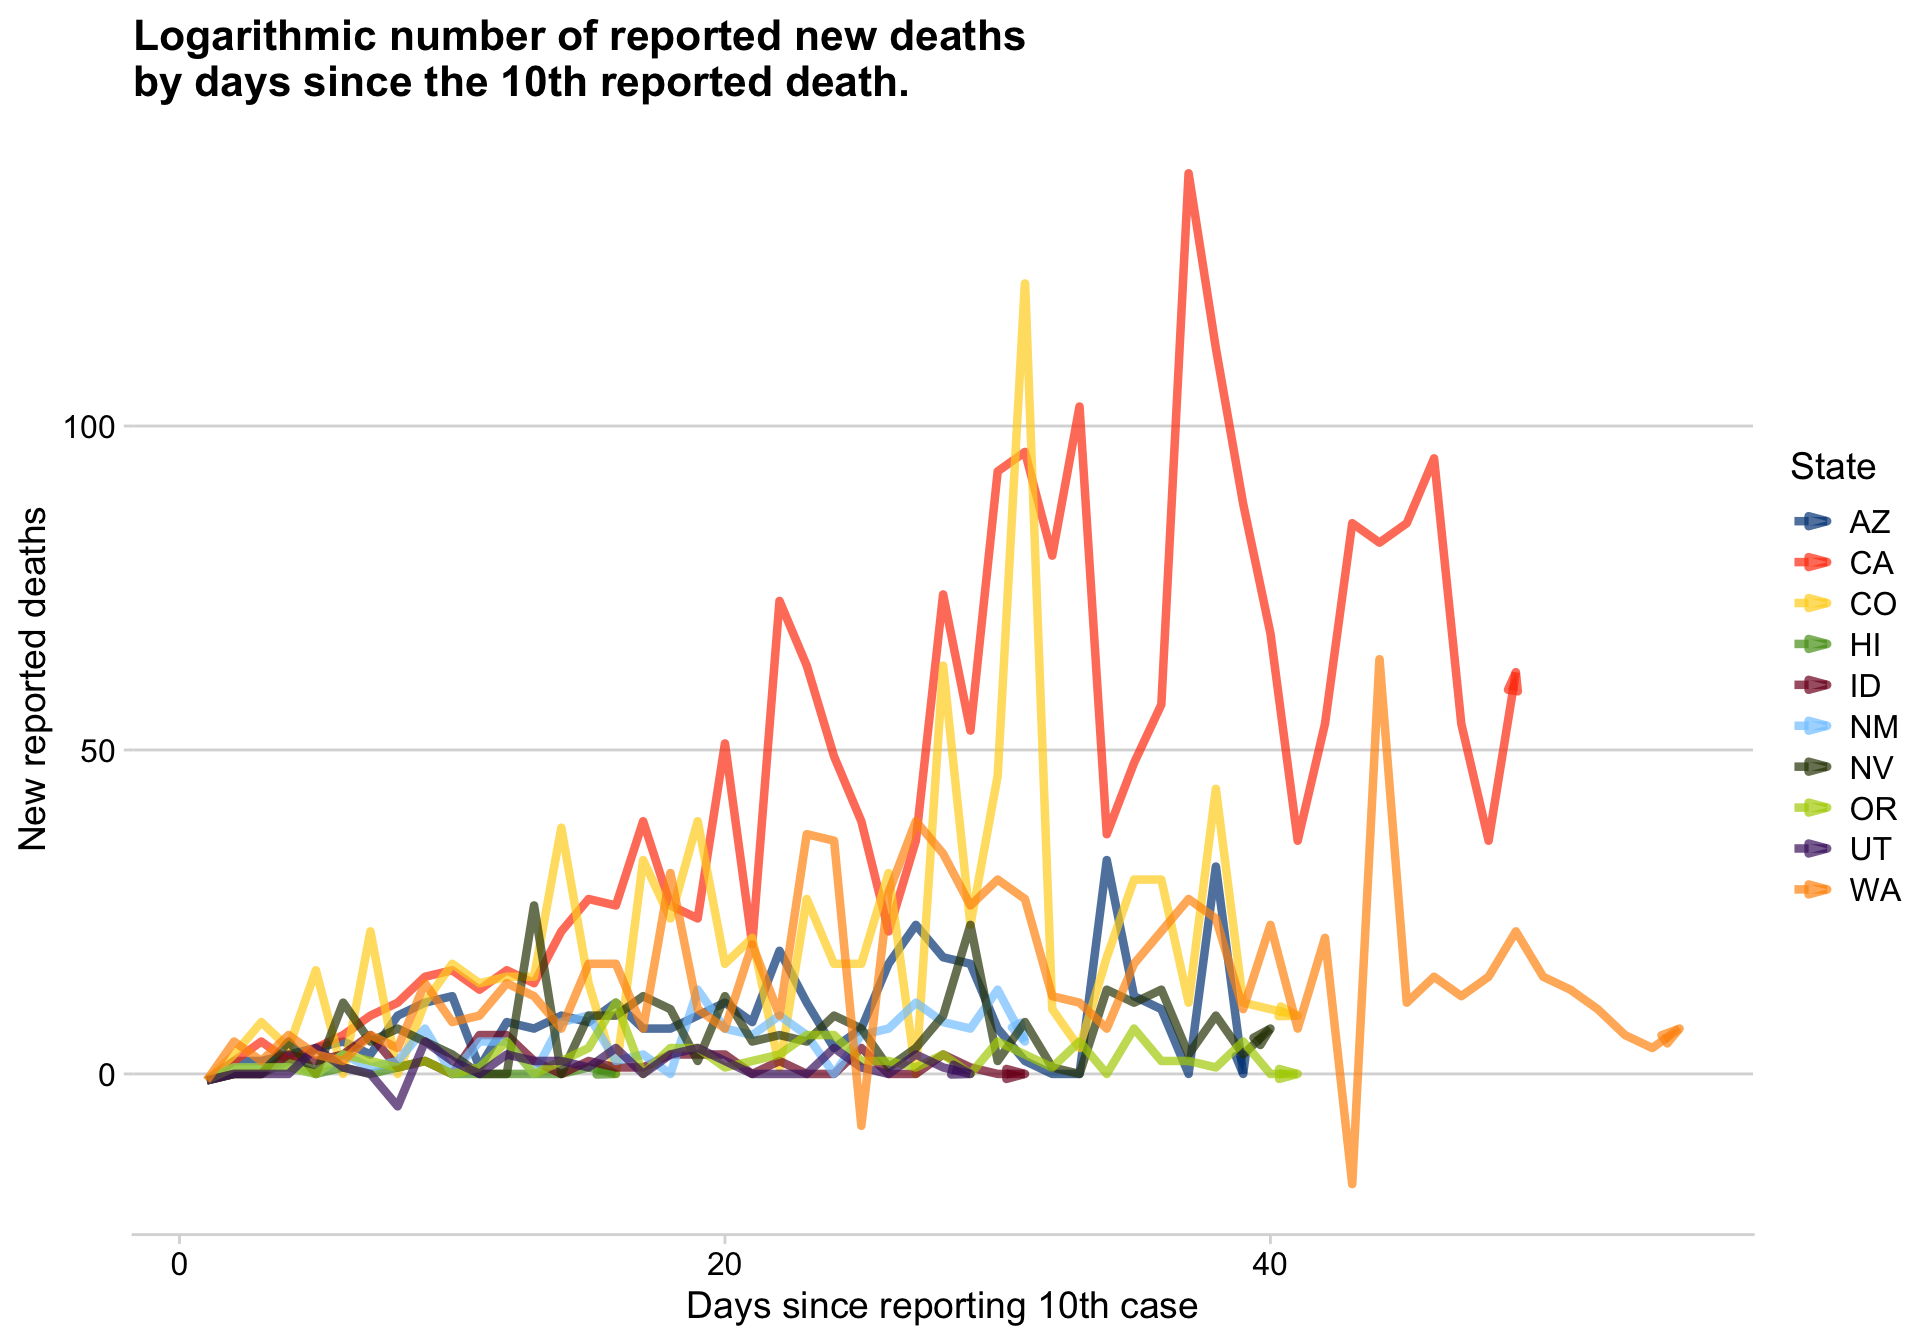 Logarithmic number of reported new deaths
by days since the 10th reported death.
New reported deaths
100
50
0
0
20
40
Days since reporting 10th case
State
AZ
CA
CO
HI
ID
NM
NV
OR
UT
WA